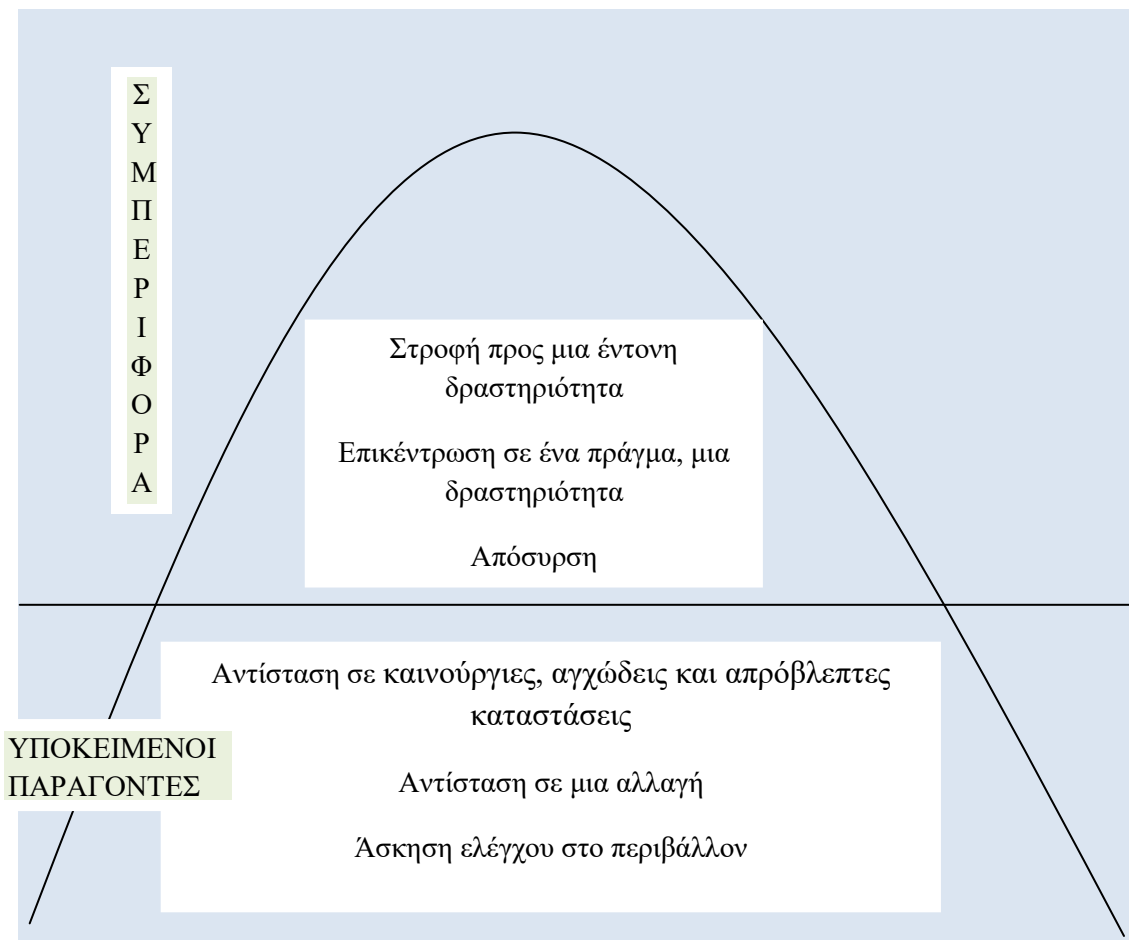 ΣΥΜΠΕΡΙΦΟΡΑ
Στροφή προς μια έντονη
δραστηριότητα
Επικέντρωση σε ένα πράγμα, μια
δραστηριότητα
Απόσυρση
Αντίσταση σε καινούργιες, αγχώδεις και απρόβλεπτες
καταστάσεις
Αντίσταση σε μια αλλαγή
Άσκηση ελέγχου στο περιβάλλον
ΥΠΟΚΕΙΜΕΝΟΙ
ΠΑΡΑΓΟΝΤΕΣ